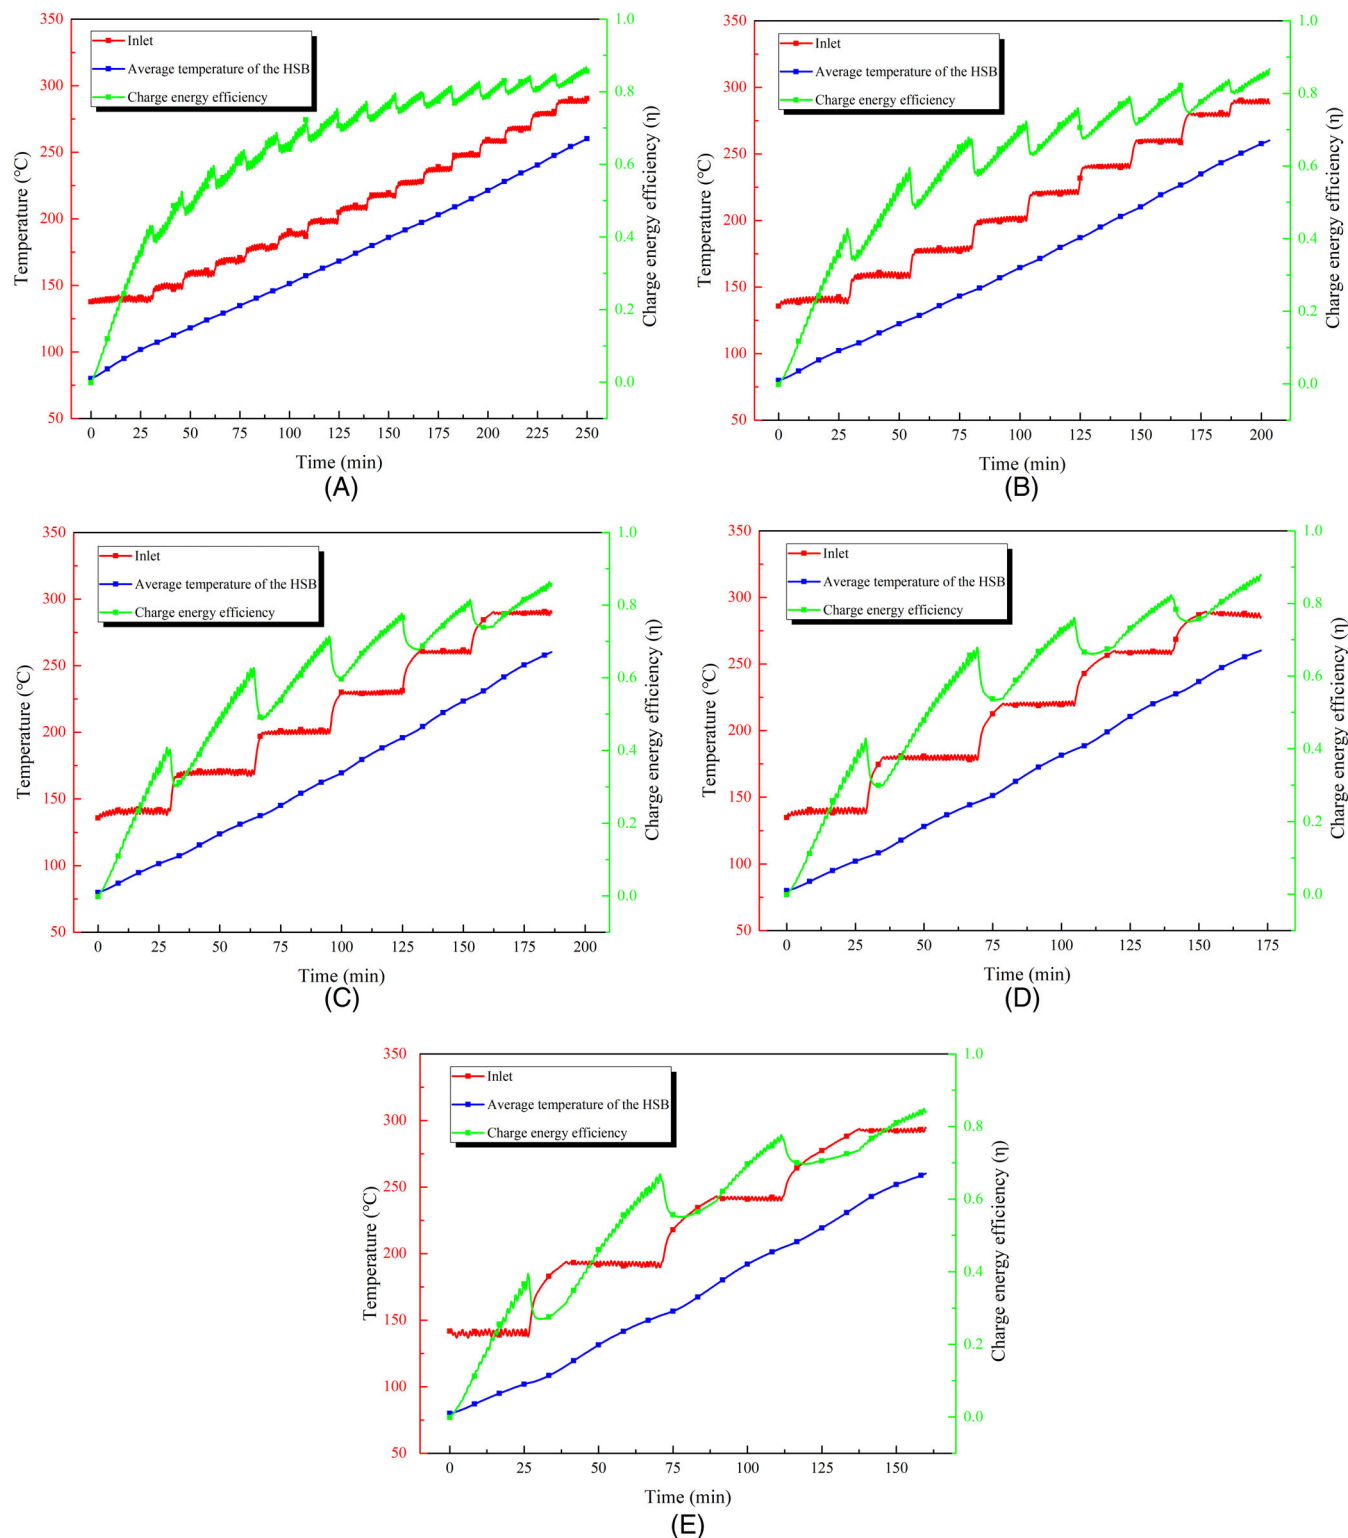 350
300
250
200
150
100
50
Temperature (°C)
Inlet
Average temperature of the HSB
Charge energy efficiency
1.0
0.8
0.6
0.4
0.2
0.0
Charge energy efficiency (η)
0 25 50 75 100 125 150 175 200 225 250
Time (min)
(A)
350
300
250
200
150
100
50
Temperature (°C)
Inlet
Average temperature of the HSB
Charge energy efficiency
1.0
0.8
0.6
0.4
0.2
0.0
Charge energy efficiency (η)
0 25 50 75 100 125 150 175 200
Time (min)
(B)
350
300
250
200
150
100
50
Temperature (°C)
Inlet
Average temperature of the HSB
Charge energy efficiency
1.0
0.8
0.6
0.4
0.2
0.0
Charge energy efficiency (η)
0 25 50 75 100 125 150 175 200
Time (min)
(C)
350
300
250
200
150
100
50
Temperature (°C)
Inlet
Average temperature of the HSB
Charge energy efficiency
1.0
0.8
0.6
0.4
0.2
0.0
Charge energy efficiency (η)
0 25 50 75 100 125 150 175
Time (min)
(D)
350
300
250
200
150
100
50
Temperature (°C)
Inlet
Average temperature of the HSB
Charge energy efficiency
1.0
0.8
0.6
0.4
0.2
0.0
Charge energy efficiency (η)
0 25 50 75 100 125 150
Time (min)
(E)